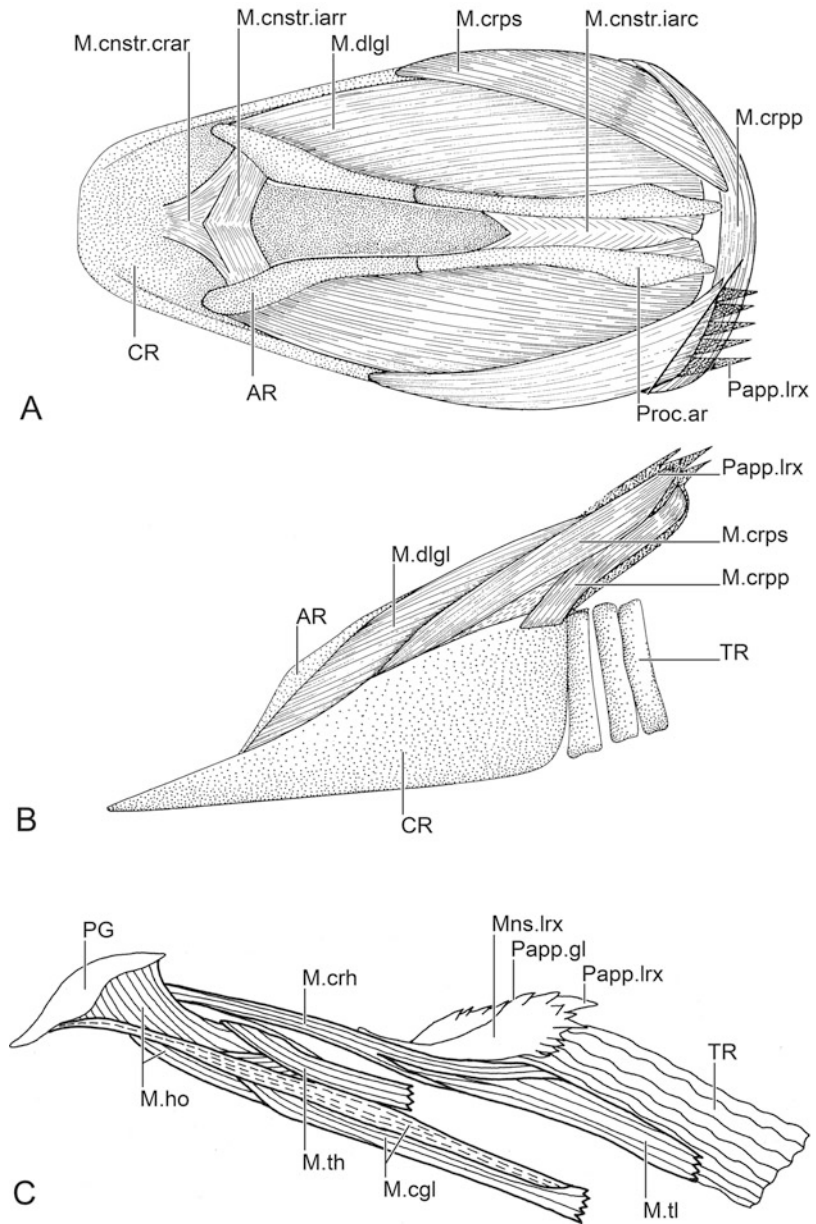 M.cnstr.crar
M.cnstr.iarr
M.dlgl
M.crps
M.cnstr.iarc
M.crpp
CR
AR
Proc.ar
Papp.lrx
A
Papp.lrx
M.crps
M.crpp
M.dlgl
AR
TR
CR
B
PG
M.crh
Mns.lrx
Papp.gl
Papp.lrx
TR
M.ho
M.th
M.cgl
M.tl
C